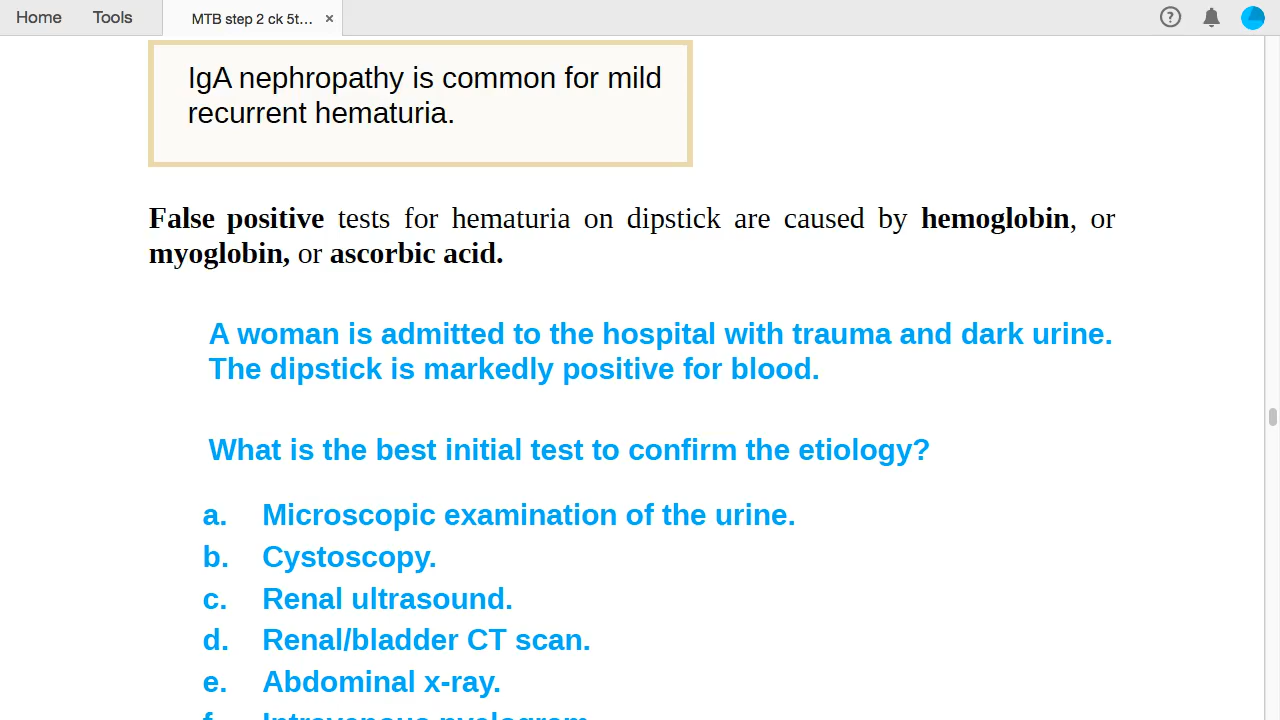 Home Tools MTB step 2 ck 5t... ×
IgA nephropathy is common for mild
recurrent hematuria.
False positive tests for hematuria on dipstick are caused by hemoglobin, or
myoglobin, or ascorbic acid.
A woman is admitted to the hospital with trauma and dark urine.
The dipstick is markedly positive for blood.
What is the best initial test to confirm the etiology?
a. Microscopic examination of the urine.
b. Cystoscopy.
c. Renal ultrasound.
d. Renal/bladder CT scan.
e. Abdominal x-ray.